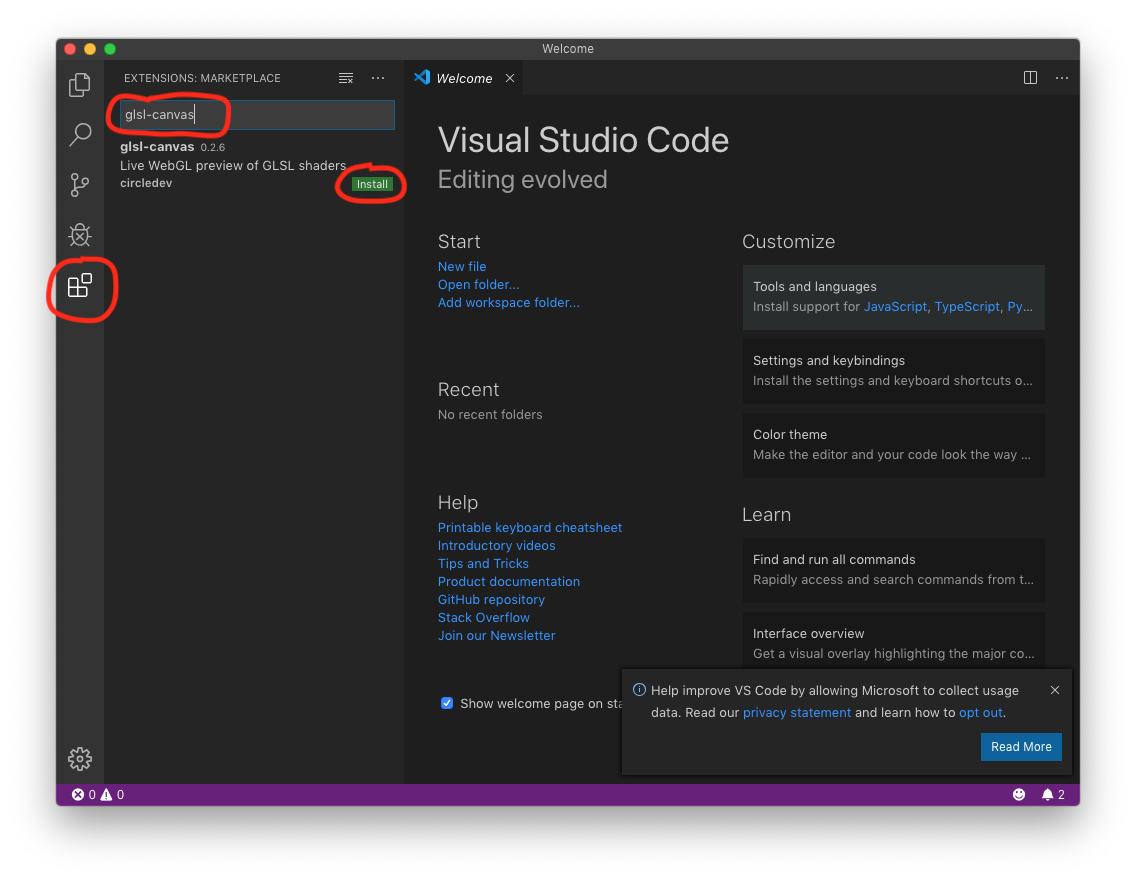 Welcome
EXTENSIONS: MARKETPLACE
glsl-canvas
glsl-canvas 0.2.6
Live WebGL preview of GLSL shaders
circledev
Install
Welcome
Visual Studio Code
Editing evolved
Start
New file
Open folder...
Add workspace folder...
Recent
No recent folders
Help
Printable keyboard cheatsheet
Introductory videos
Tips and Tricks
Product documentation
GitHub repository
Stack Overflow
Join our Newsletter
Show welcome page on sta
Customize
Tools and languages
Install support for JavaScript, TypeScript, Py...
Settings and keybindings
Install the settings and keyboard shortcuts o...
Color theme
Make the editor and your code look the way ...
Learn
Find and run all commands
Rapidly access and search commands from t...
Interface overview
Get a visual overlay highlighting the major co...
Help improve VS Code by allowing Microsoft to collect usage
data. Read our privacy statement and learn how to opt out.
Read More
0 0
2